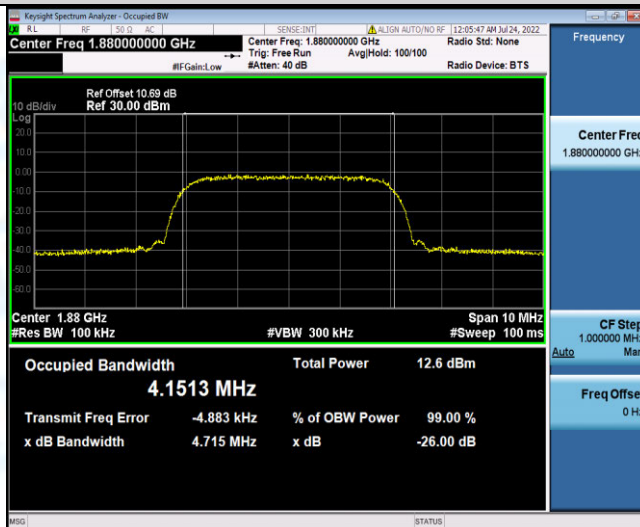 Keysight Spectrum Analyzer - Occupied BW
RL RF 50 Ω AC SENSE:INT ALIGN AUTO/NO RF 12:05:47 AM Jul 24, 2022
Center Freq 1.880000000 GHz
Center Freq: 1.880000000 GHz
Radio Std: None
Trig: Free Run Avg|Hold: 100/100
#IFGain:Low #Atten: 40 dB Radio Device: BTS
Ref Offset 10.69 dB
10 dB/div Ref 30.00 dBm
Log
20.0
10.0
0.00
-10.0
-20.0
-30.0
-40.0
-50.0
-60.0
Center 1.88 GHz Span 10 MHz
#Res BW 100 kHz #VBW 300 kHz #Sweep 100 ms
Occupied Bandwidth Total Power 12.6 dBm
4.1513 MHz
Transmit Freq Error -4.883 kHz % of OBW Power 99.00 %
x dB Bandwidth 4.715 MHz x dB -26.00 dB
MSG STATUS
Frequency
Center Freq
1.880000000 GHz
CF Step
1.000000 MHz
Auto Man
Freq Offset
0 Hz